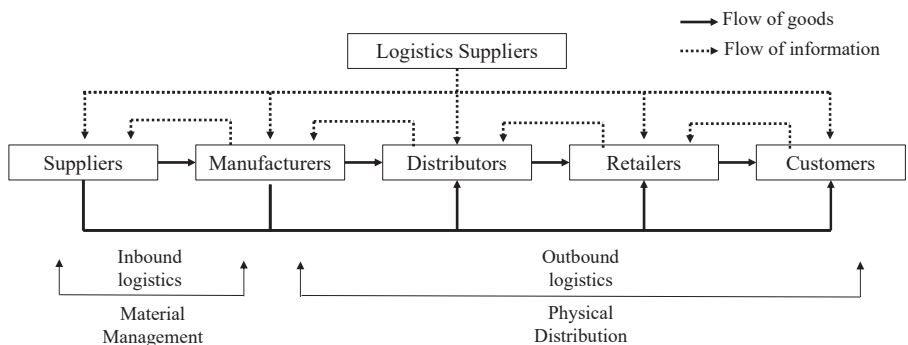 Flow of goods
Flow of information
Logistics Suppliers
Suppliers
Manufacturers
Distributors
Retailers
Customers
Inbound
logistics
Material
Management
Outbound
logistics
Physical
Distribution